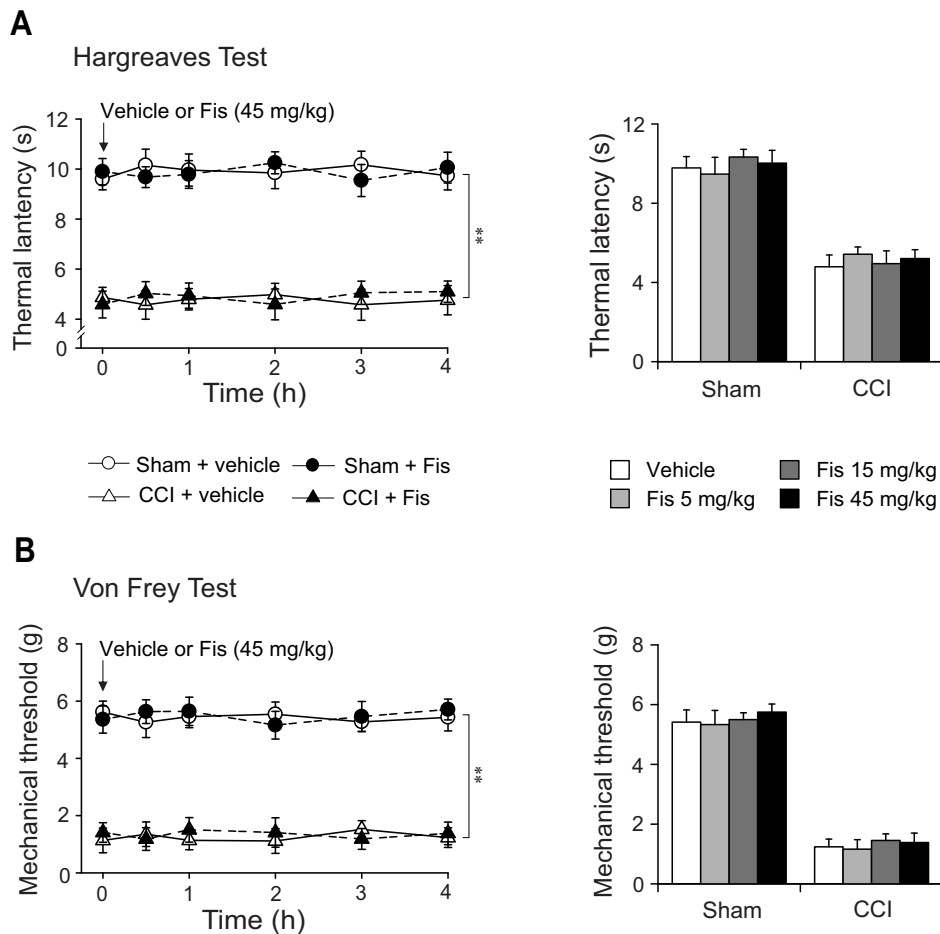 A
Hargreaves Test
Vehicle or Fis (45 mg/kg)
Thermal lantency (s)
12
10
8
6
4
0
**
0
1
2
3
4
Time (h)
Thermal latency (s)
12
8
4
0
Sham
CCI
Sham + vehicle
Sham + Fis
CCI + vehicle
CCI + Fis
Vehicle
Fis 15 mg/kg
Fis 5 mg/kg
Fis 45 mg/kg
B
Von Frey Test
Vehicle or Fis (45 mg/kg)
Mechanical threshold (g)
8
6
4
2
0
**
0
1
2
3
4
Time (h)
Mechanical threshold (g)
8
6
4
2
0
Sham
CCI